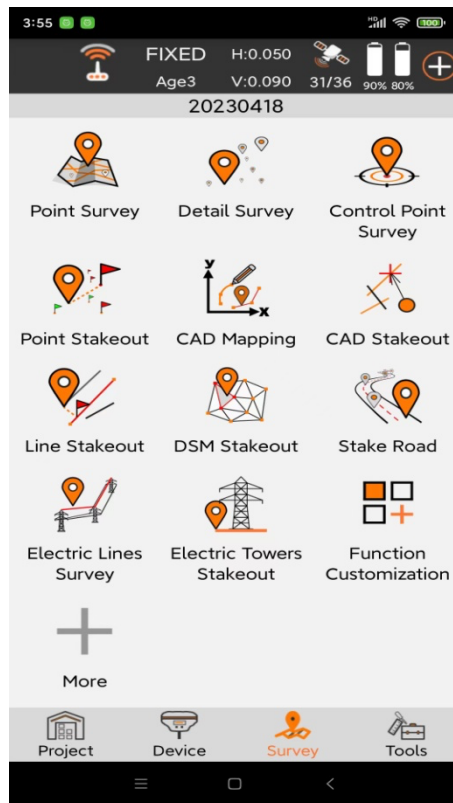 3:55
HD
100
FIXED H:0.050
Age3 V:0.090 31/36 90% 80%
20230418
Point Survey
Detail Survey
Control Point
Survey
Point Stakeout
y
x
CAD Mapping
CAD Stakeout
Line Stakeout
DSM Stakeout
Stake Road
Electric Lines
Survey
Electric Towers
Stakeout
Function
Customization
More
Project
Device
Survey
Tools